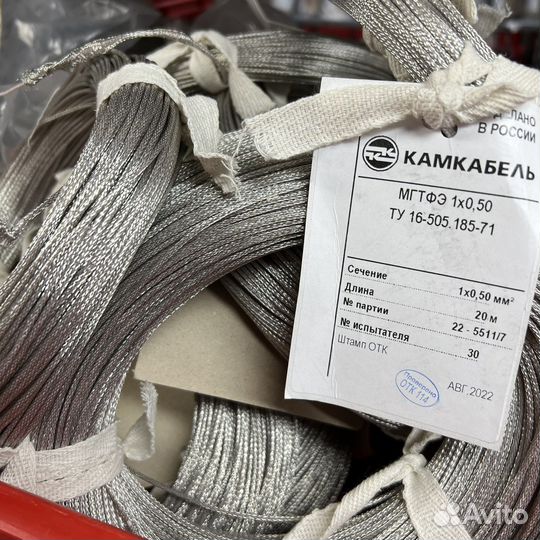 СДЕЛАНО
В РОССИИ
КАМКАБЕЛЬ
МГТФЭ 1х0,50
ТУ 16-505.185-71
Сечение 1х0,50 мм²
Длина 20 м
№ партии 22 - 5511/7
№ испытателя 30
Штамп ОТК
Проверено
ОТК 114
АВГ.2022
Avito